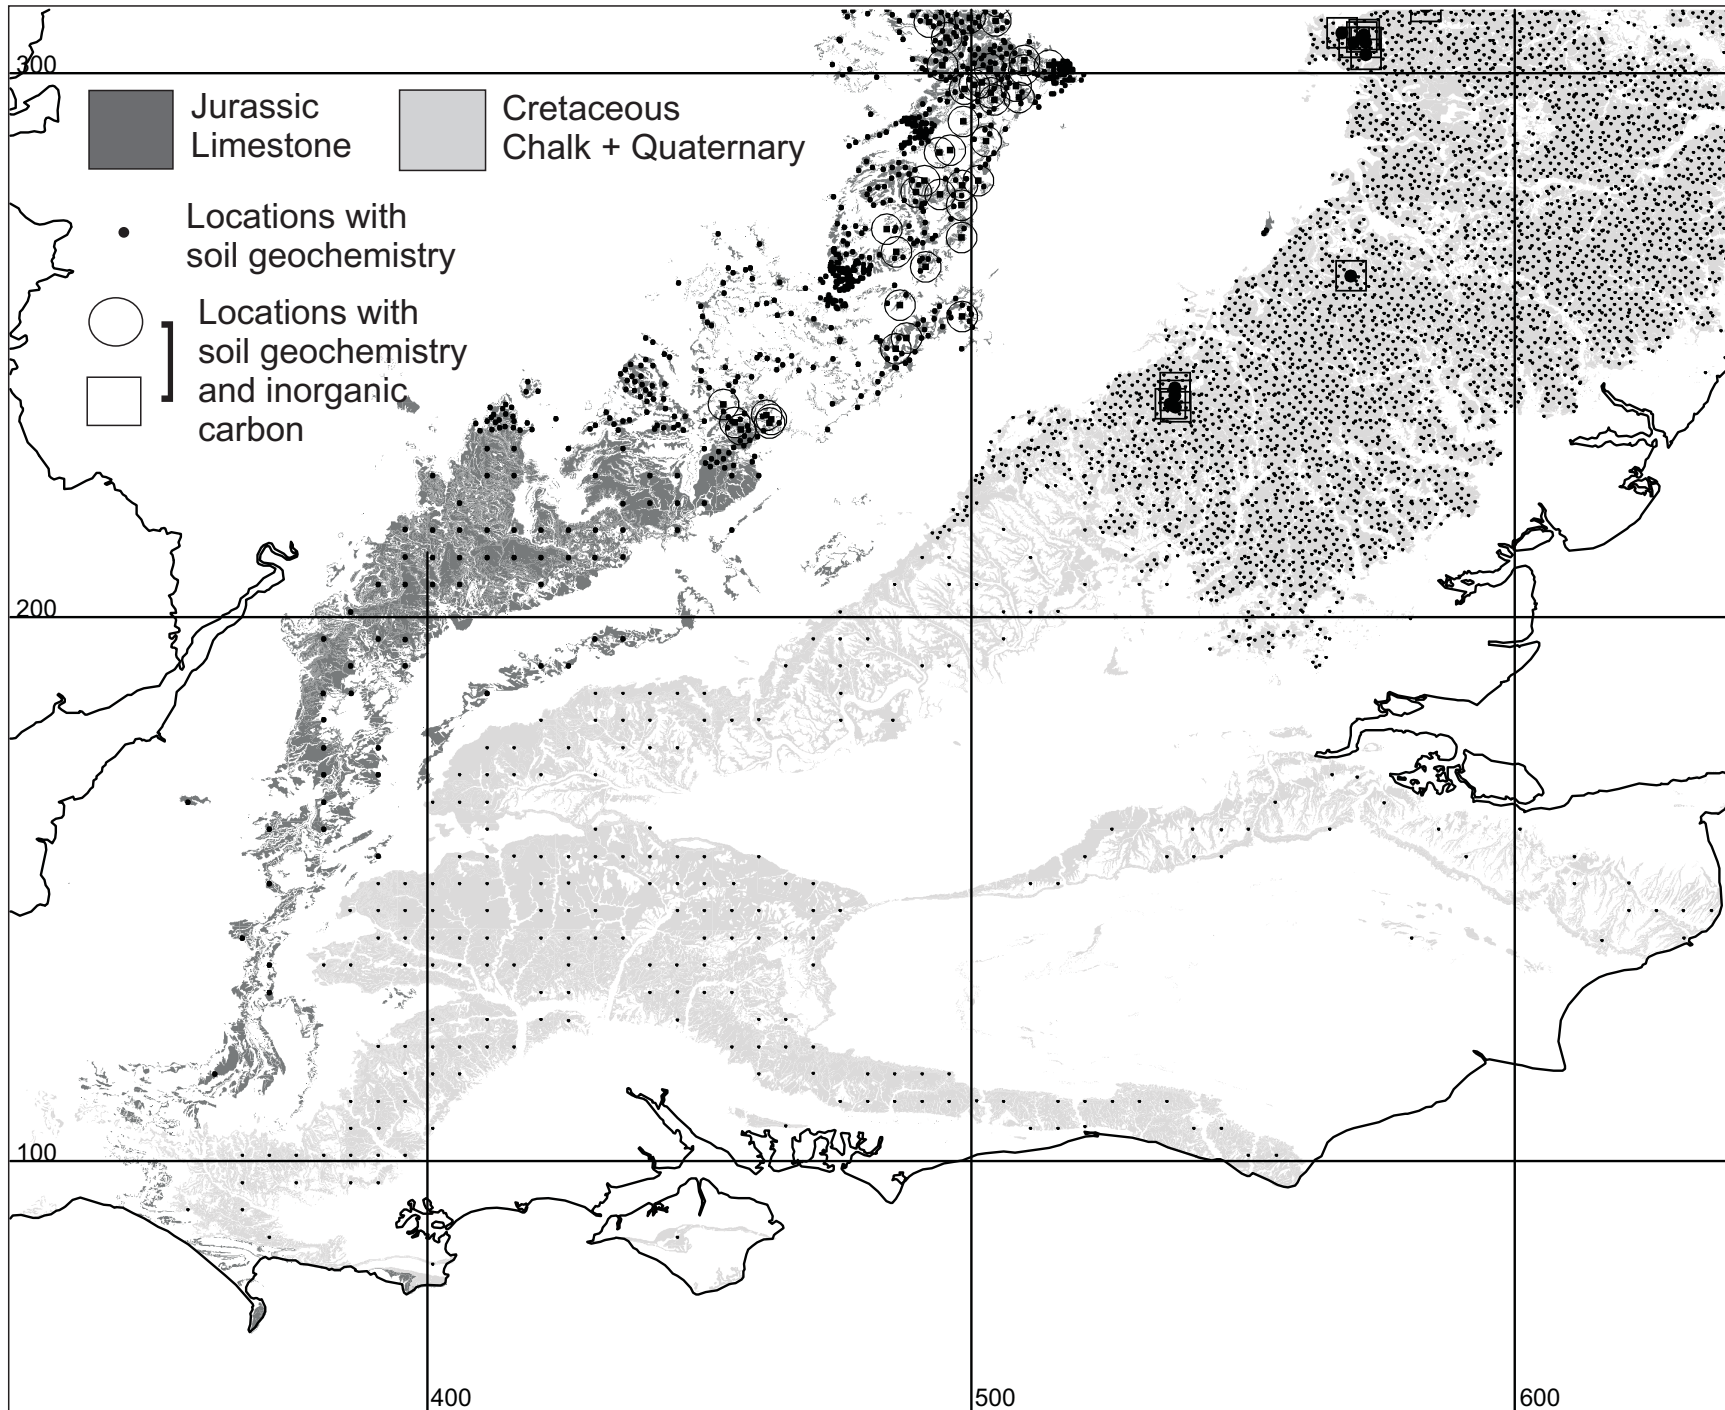 300
Jurassic
Limestone
Cretaceous
Chalk + Quaternary
Locations with
soil geochemistry
Locations with
soil geochemistry
and inorganic
carbon
200
100
400
500
600